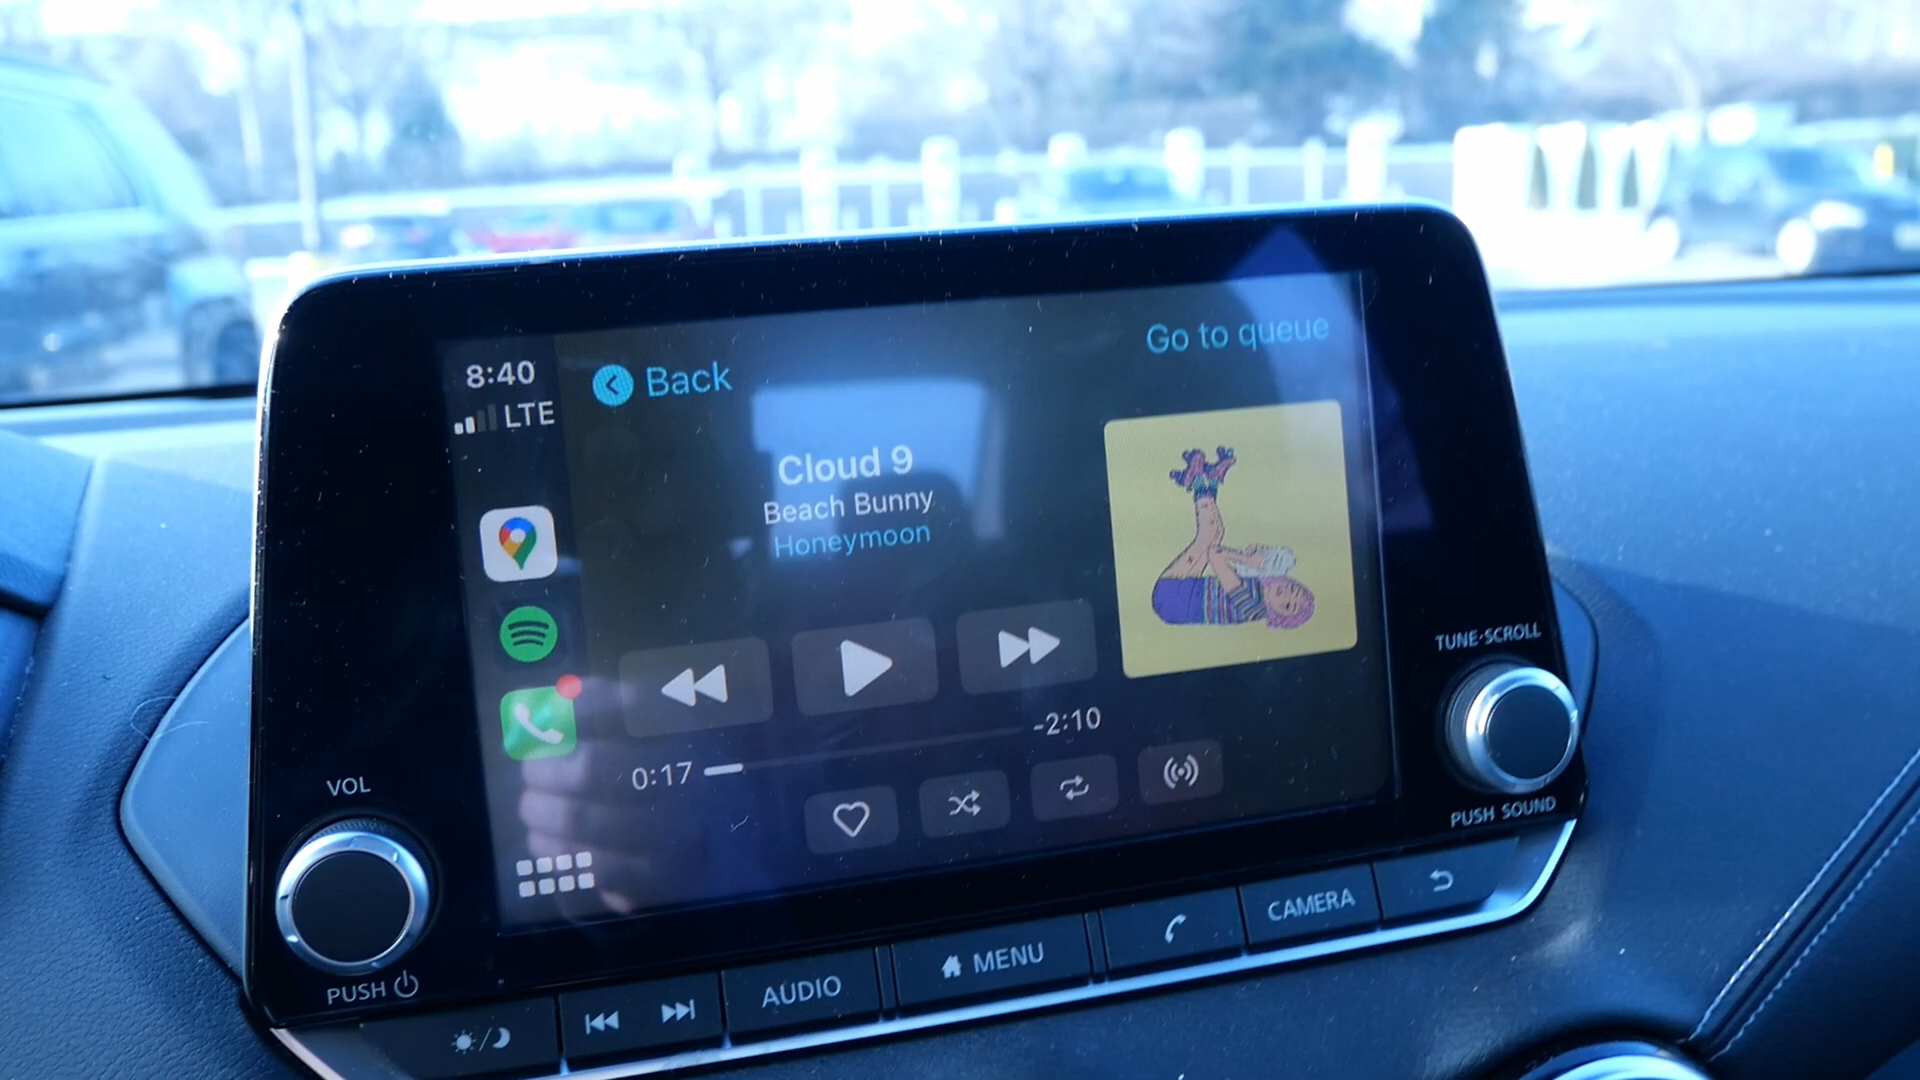 8:40
LTE
Back
Go to queue
Cloud 9
Beach Bunny
Honeymoon
0:17
-2:10
VOL
PUSH
TUNE·SCROLL
PUSH SOUND
AUDIO
MENU
CAMERA